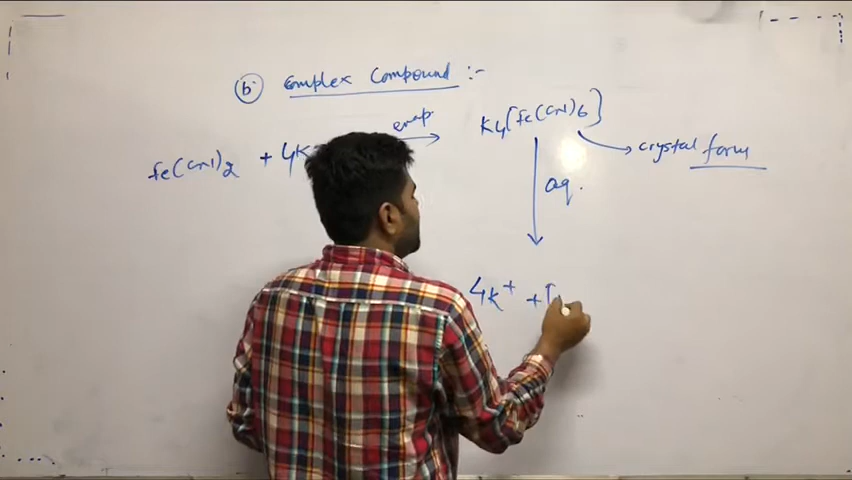 (b) Complex Compound :-
fe(CN)2 + 4K
evap.
K4[fe(CN)6]
crystal form
aq.
4K+ + [